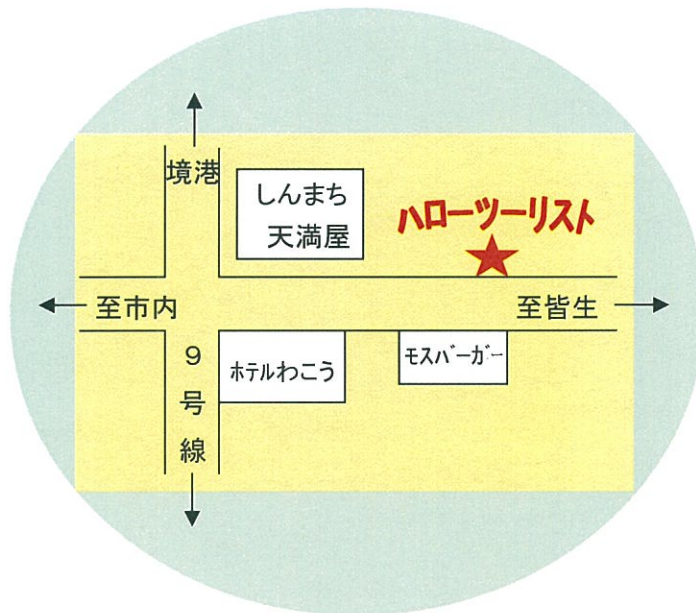 境港
しんまち
天満屋
ハローツーリスト
至市内
至皆生
9号線
ホテルわこう
モスバーガー